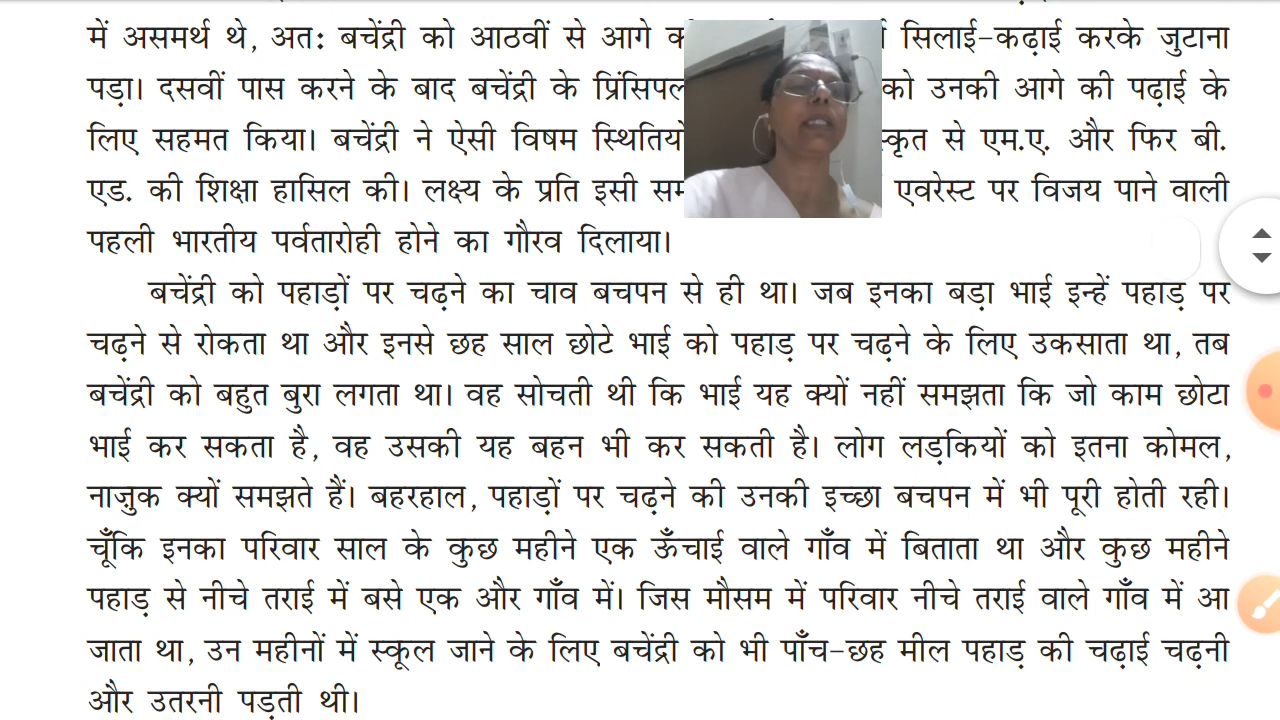 में असमर्थ थे, अतः बचेंद्री को आठवीं से आगे सिलाई-कढ़ाई करके जुटाना
पड़ा। दसवीं पास करने के बाद बचेंद्री के प्रिंसिपल को उनकी आगे की पढ़ाई के
लिए सहमत किया। बचेंद्री ने ऐसी विषम से एम.ए. और फिर बी.
एड. की शिक्षा हासिल की। लक्ष्य के प्रति इसी एवरेस्ट पर विजय पाने वाली
पहली भारतीय पर्वतारोही होने का गौरव दिलाया।
बचेंद्री को पहाड़ों पर चढ़ने का चाव बचपन से ही था। जब इनका बड़ा भाई इन्हें पहाड़ पर
चढ़ने से रोकता था और इनसे छह साल छोटे भाई को पहाड़ पर चढ़ने के लिए उकसाता था, तब
बचेंद्री को बहुत बुरा लगता था। वह सोचती थी कि भाई यह क्यों नहीं समझता कि जो काम छोटा
भाई कर सकता है, वह उसकी यह बहन भी कर सकती है। लोग लड़कियों को इतना कोमल,
नाज़ुक क्यों समझते हैं। बहरहाल, पहाड़ों पर चढ़ने की उनकी इच्छा बचपन में भी पूरी होती रही।
चूँकि इनका परिवार साल के कुछ महीने एक ऊँचाई वाले गाँव में बिताता था और कुछ महीने
पहाड़ से नीचे तराई में बसे एक और गाँव में। जिस मौसम में परिवार नीचे तराई वाले गाँव में आ
जाता था, उन महीनों में स्कूल जाने के लिए बचेंद्री को भी पाँच-छह मील पहाड़ की चढ़ाई चढ़नी
और उतरनी पड़ती थी।